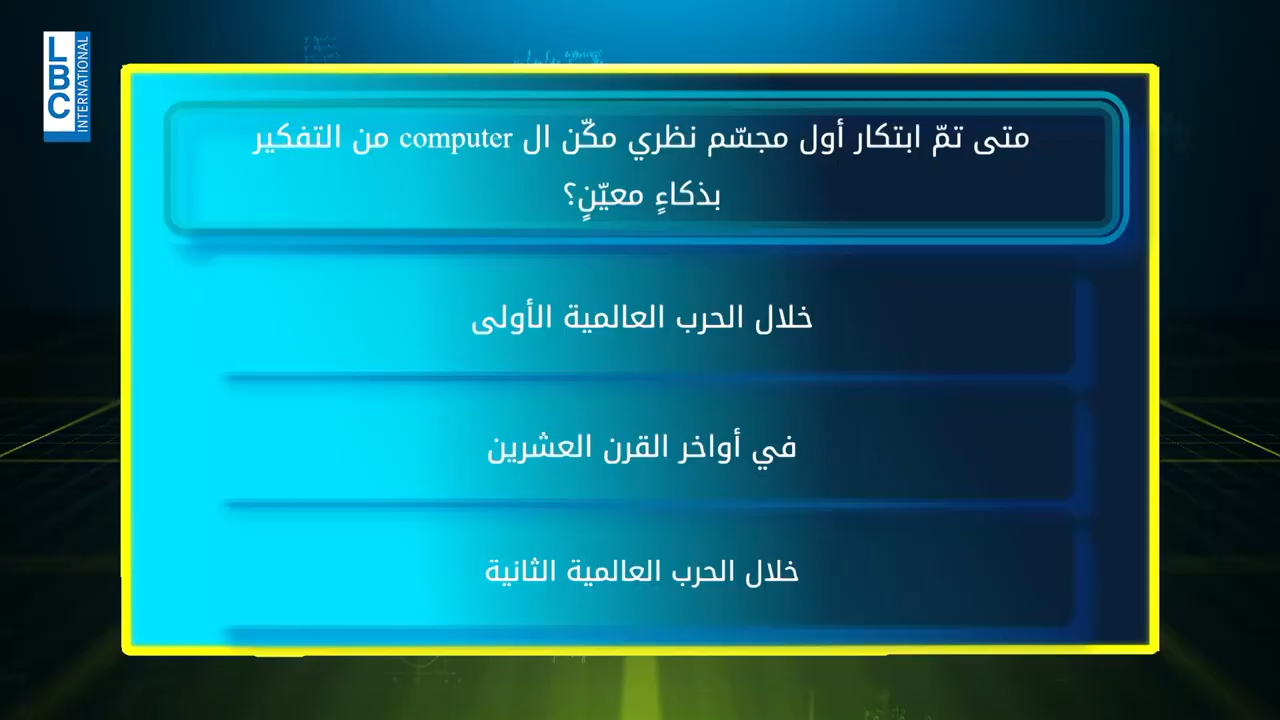 LBC INTERNATIONAL
متى تمّ ابتكار أول مجسّم نظري مكّن ال computer من التفكير
بذكاءٍ معيّنٍ؟
خلال الحرب العالمية الأولى
في أواخر القرن العشرين
خلال الحرب العالمية الثانية